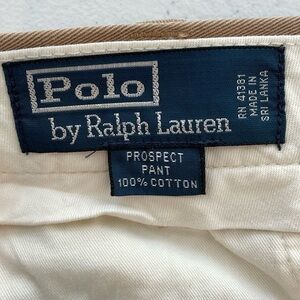 Polo
by Ralph Lauren
RN 41381
MADE IN
SRI LANKA
PROSPECT
PANT
100% COTTON